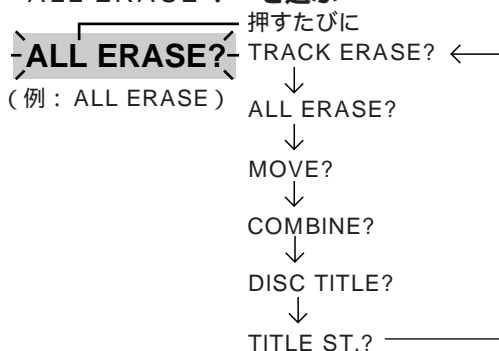 押すたびに
ALL ERASE?
TRACK ERASE?
(例：ALL ERASE)
ALL ERASE?
MOVE?
COMBINE?
DISC TITLE?
TITLE ST.?